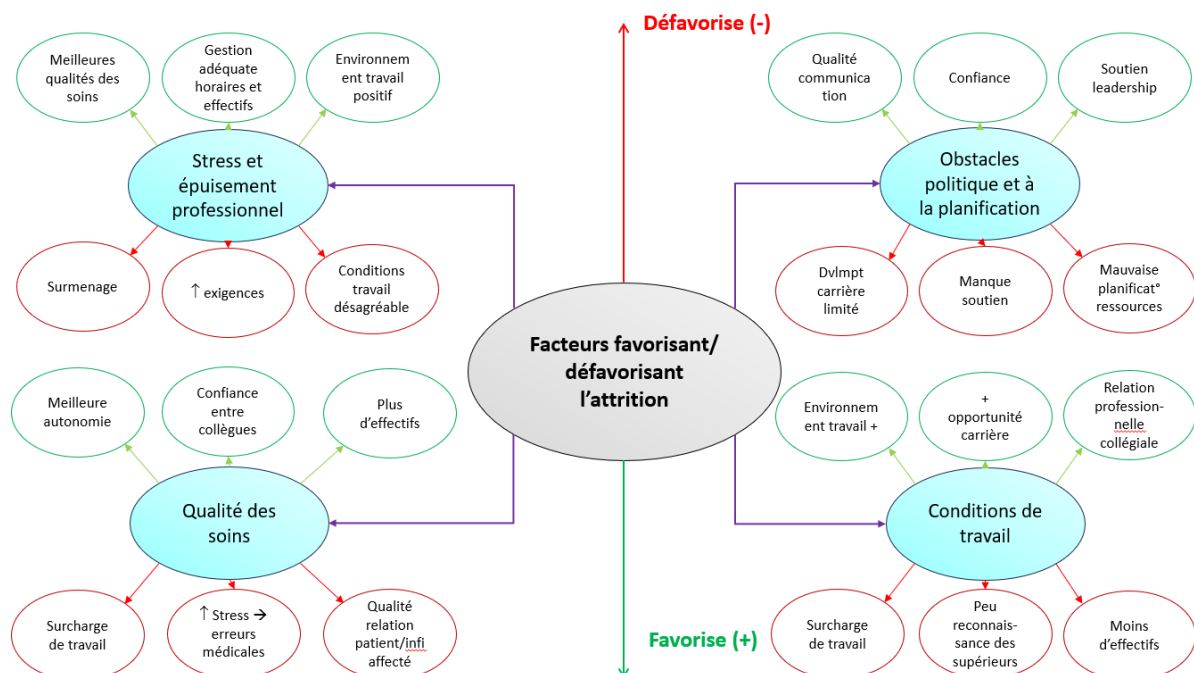 Défavorise (-)
Meilleures
qualités des
soins
Gestion
adéquate
horaires et
effectifs
Environnem
ent travail
positif
Stress et
épuisement
professionnel
Surmenage
↑ exigences
Conditions
travail
désagréable
Qualité
communica
tion
Confiance
Soutien
leadership
Obstacles
politique et à
la planification
Dvlmpt
carrière
limité
Manque
soutien
Mauvaise
planificat°
ressources
Facteurs favorisant/
défavorisant
l'attrition
Meilleure
autonomie
Confiance
entre
collègues
Plus
d'effectifs
Qualité des
soins
Surcharge
de travail
↑ Stress →
erreurs
médicales
Qualité
relation
patient/infi
affecté
Environnem
ent travail +
+
opportunité
carrière
Relation
profession-
nelle
collégiale
Conditions de
travail
Surcharge
de travail
Peu
reconnais-
sance des
supérieurs
Moins
d'effectifs
Favorise (+)